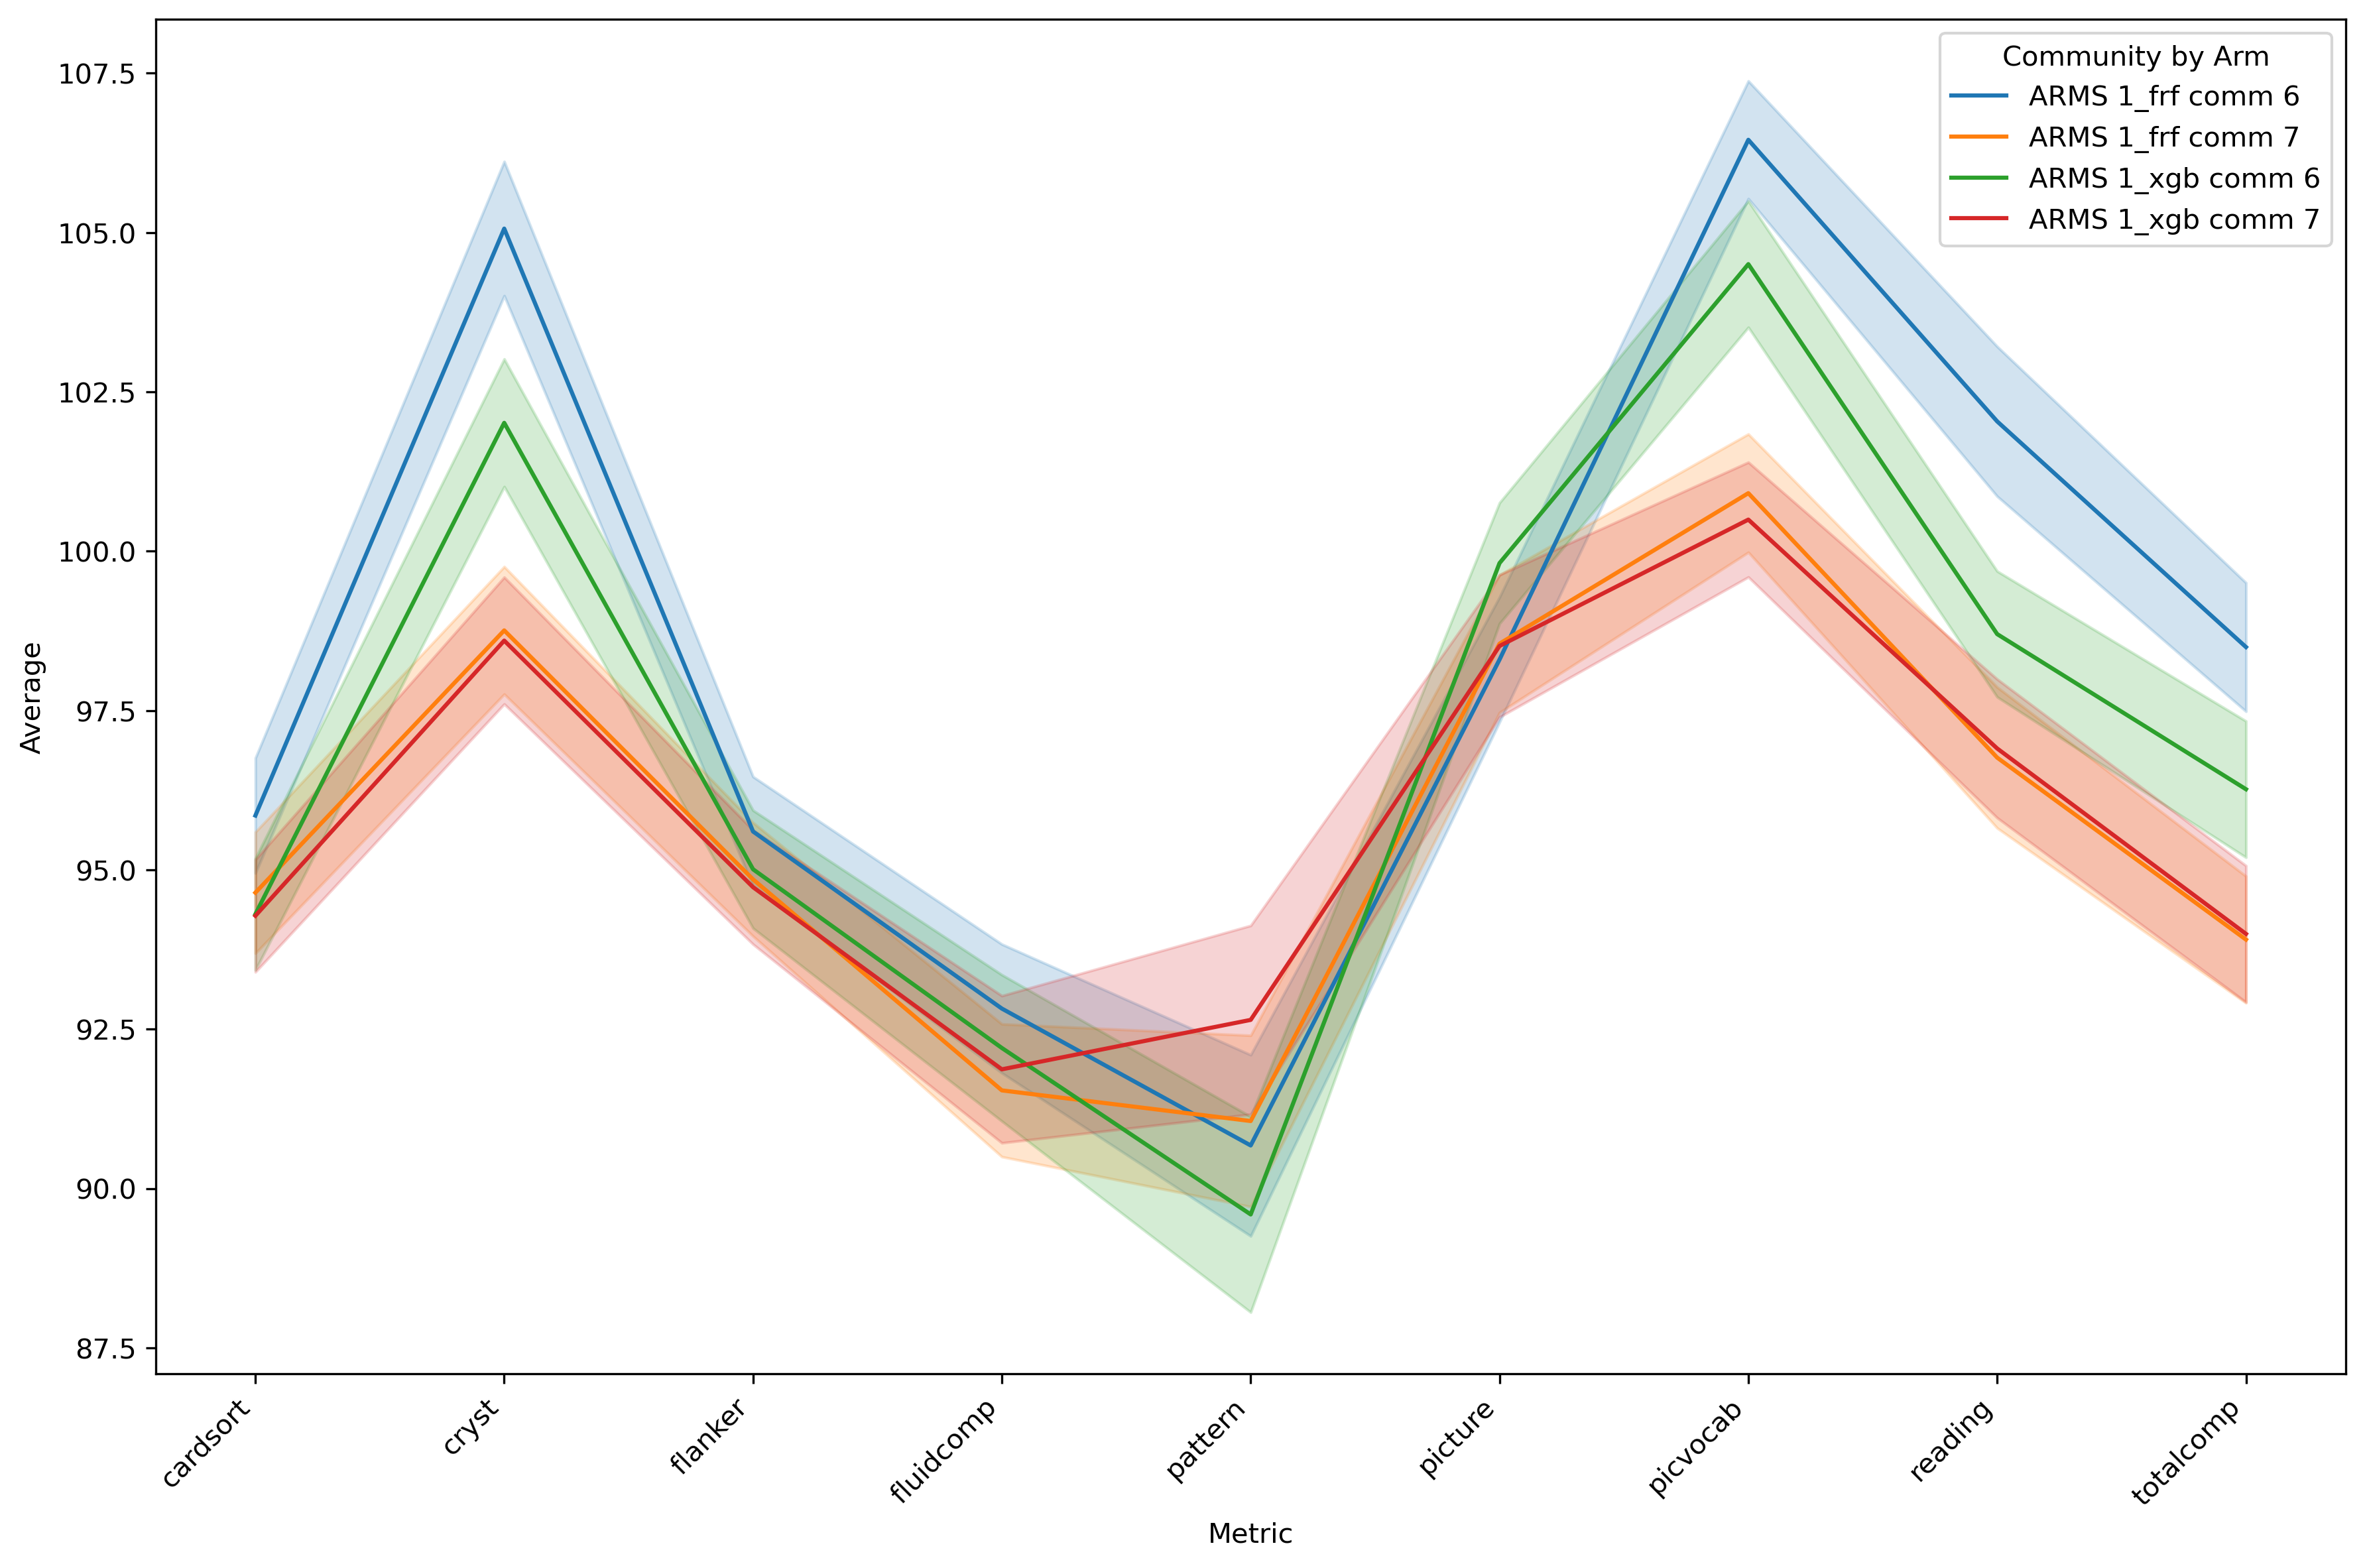 Community by Arm
ARMS 1_frf comm 6
ARMS 1_frf comm 7
ARMS 1_xgb comm 6
ARMS 1_xgb comm 7
Average
107.5
105.0
102.5
100.0
97.5
95.0
92.5
90.0
87.5
cardsort
cryst
flanker
fluidcomp
pattern
picture
picvocab
reading
totalcomp
Metric